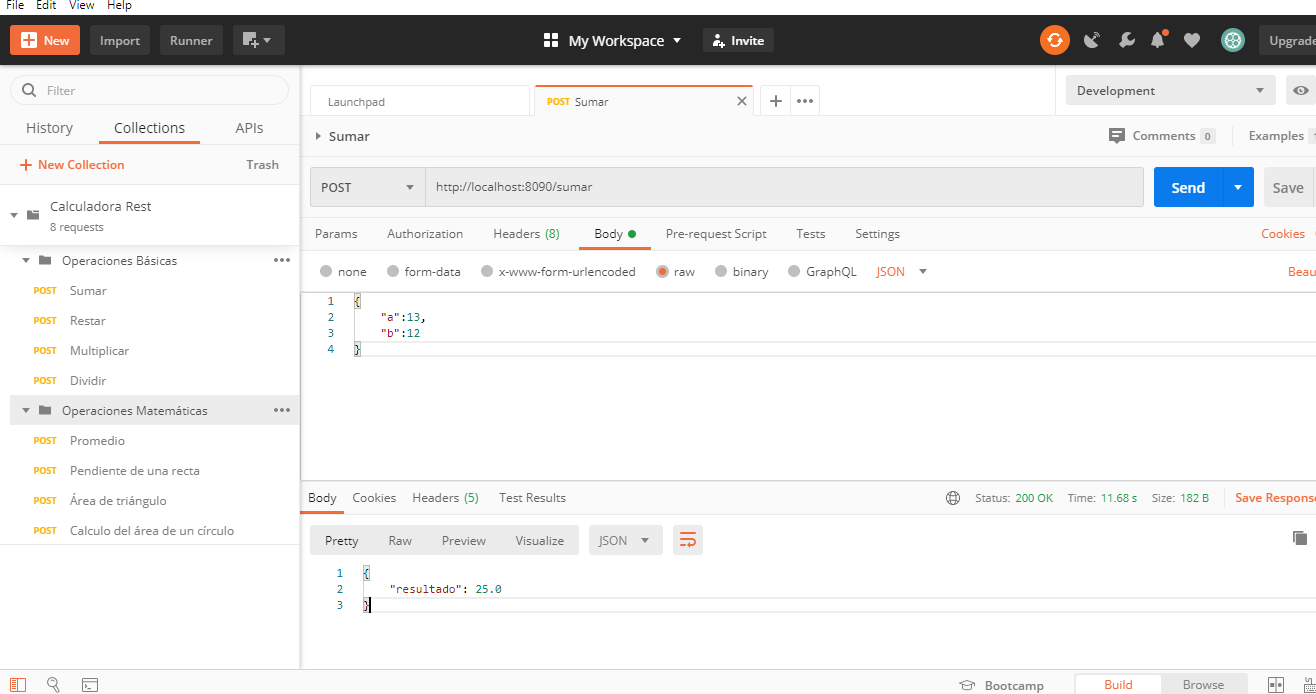 File Edit View Help
New Import Runner My Workspace Invite Upgrade
Filter
History Collections APIs
New Collection Trash
Calculadora Rest
8 requests
Operaciones Básicas
POST Sumar
POST Restar
POST Multiplicar
POST Dividir
Operaciones Matemáticas
POST Promedio
POST Pendiente de una recta
POST Área de triángulo
POST Calculo del área de un círculo
Launchpad POST Sumar Development
Sumar Comments 0 Examples
POST http://localhost:8090/sumar Send Save
Params Authorization Headers (8) Body Pre-request Script Tests Settings Cookies
none form-data x-www-form-urlencoded raw binary GraphQL JSON Beau
1 {
2 "a":13,
3 "b":12
4 }
Body Cookies Headers (5) Test Results Status: 200 OK Time: 11.68 s Size: 182 B Save Response
Pretty Raw Preview Visualize JSON
1 {
2 "resultado": 25.0
3 }
Bootcamp Build Browse